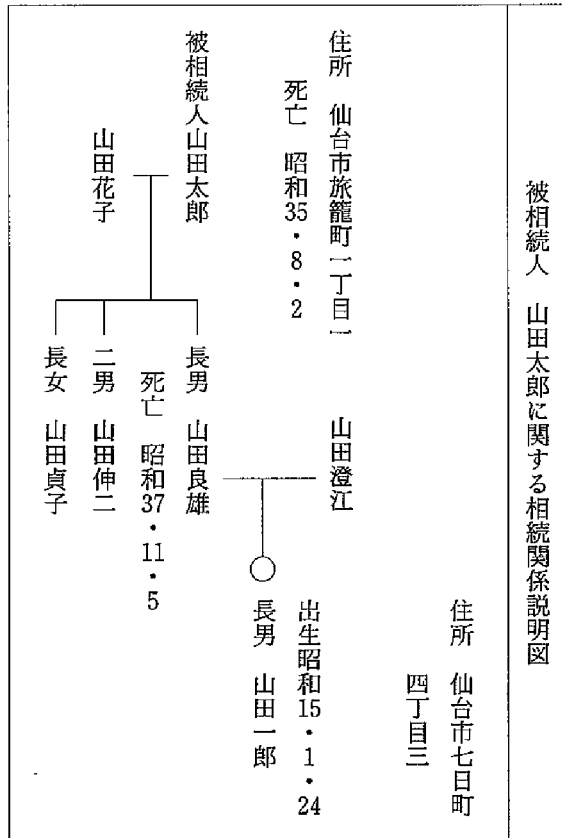 被相続人 山田太郎に関する相続関係説明図
住所 仙台市七日町
四丁目三
出生昭和15・1・24
長男 山田一郎
山田澄江
住所 仙台市旅籠町一丁目一
死亡 昭和35・8・2
被相続人山田太郎
山田花子
長男 山田良雄
死亡 昭和37・11・5
二男 山田伸二
長女 山田貞子